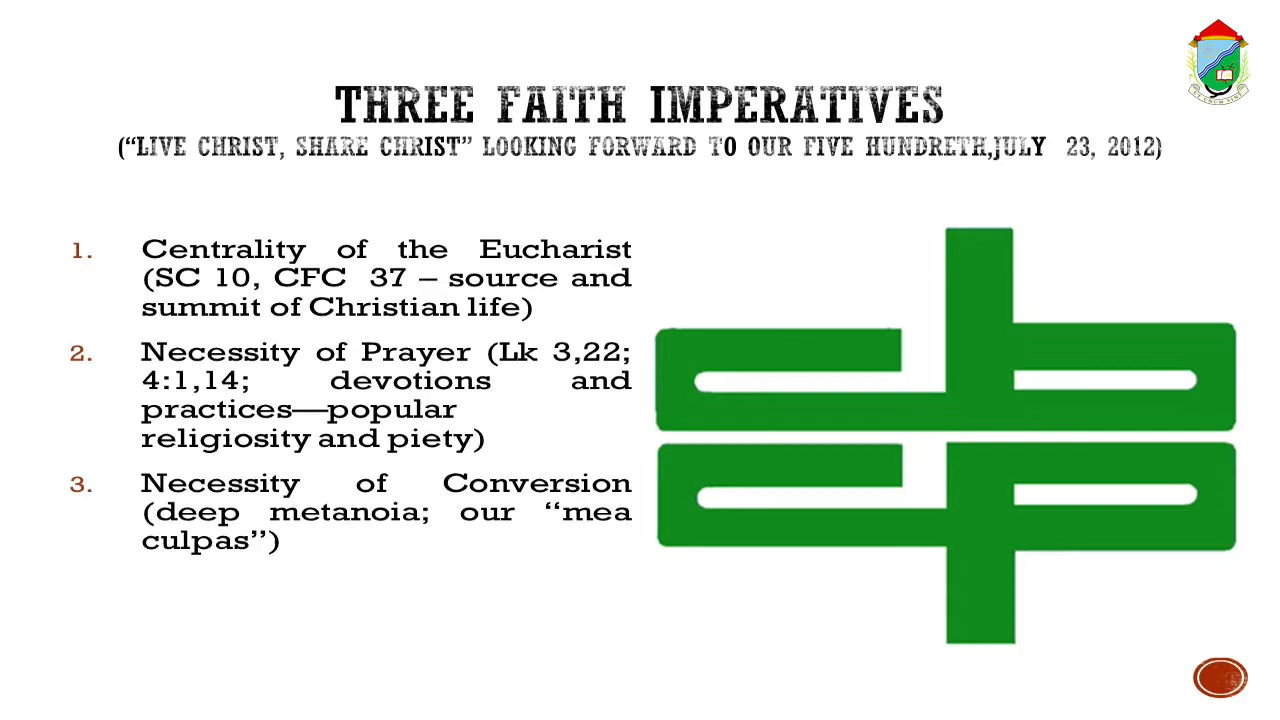 THREE FAITH IMPERATIVES
(“LIVE CHRIST, SHARE CHRIST” LOOKING FORWARD TO OUR FIVE HUNDRETH,JULY 23, 2012)
1. Centrality of the Eucharist
(SC 10, CFC 37 – source and
summit of Christian life)
2. Necessity of Prayer (Lk 3,22;
4:1,14; devotions and
practices—popular
religiosity and piety)
3. Necessity of Conversion
(deep metanoia; our “mea
culpas”)
UT UNUM SINT